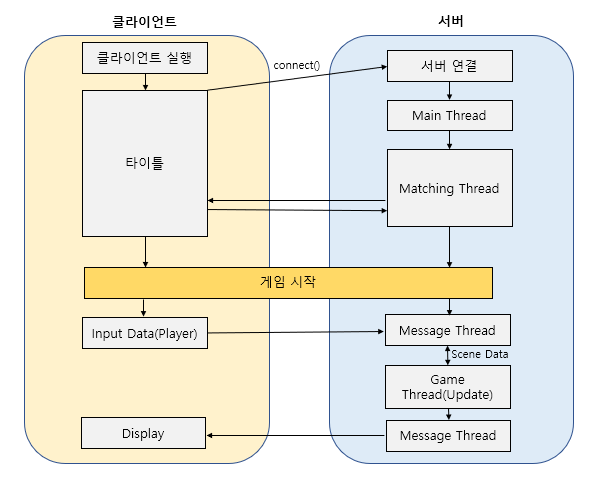 클라이언트
서버
클라이언트 실행
connect()
서버 연결
Main Thread
타이틀
Matching Thread
게임 시작
Input Data(Player)
Message Thread
Scene Data
Game
Thread(Update)
Display
Message Thread